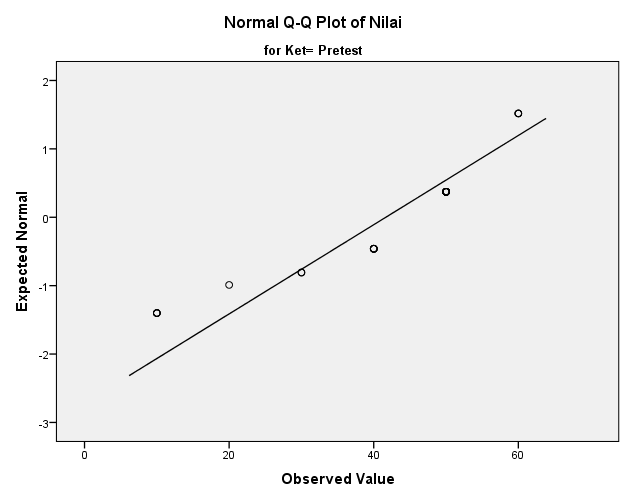 Normal Q-Q Plot of Nilai
for Ket= Pretest
Expected Normal
2
1
0
-1
-2
-3
0 20 40 60
Observed Value